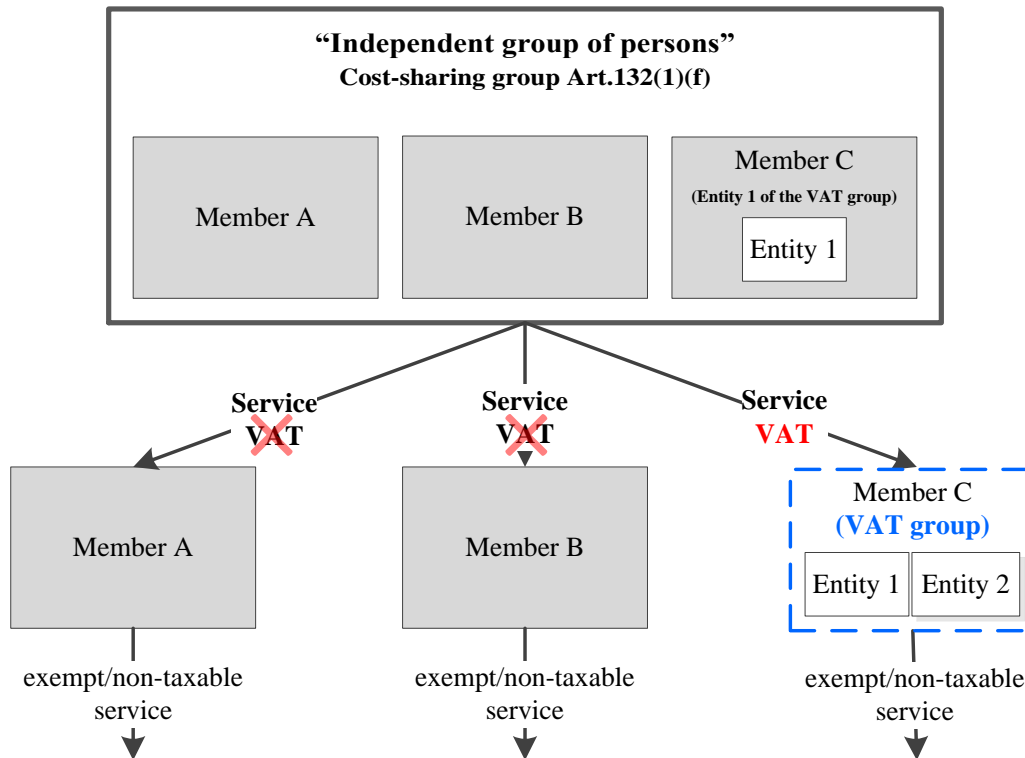 “Independent group of persons”
Cost-sharing group Art.132(1)(f)
Member A
Member B
Member C
(Entity 1 of the VAT group)
Entity 1
Service
VAT
Service
VAT
Service
VAT
Member A
Member B
Member C
(VAT group)
Entity 1
Entity 2
exempt/non-taxable
service
exempt/non-taxable
service
exempt/non-taxable
service